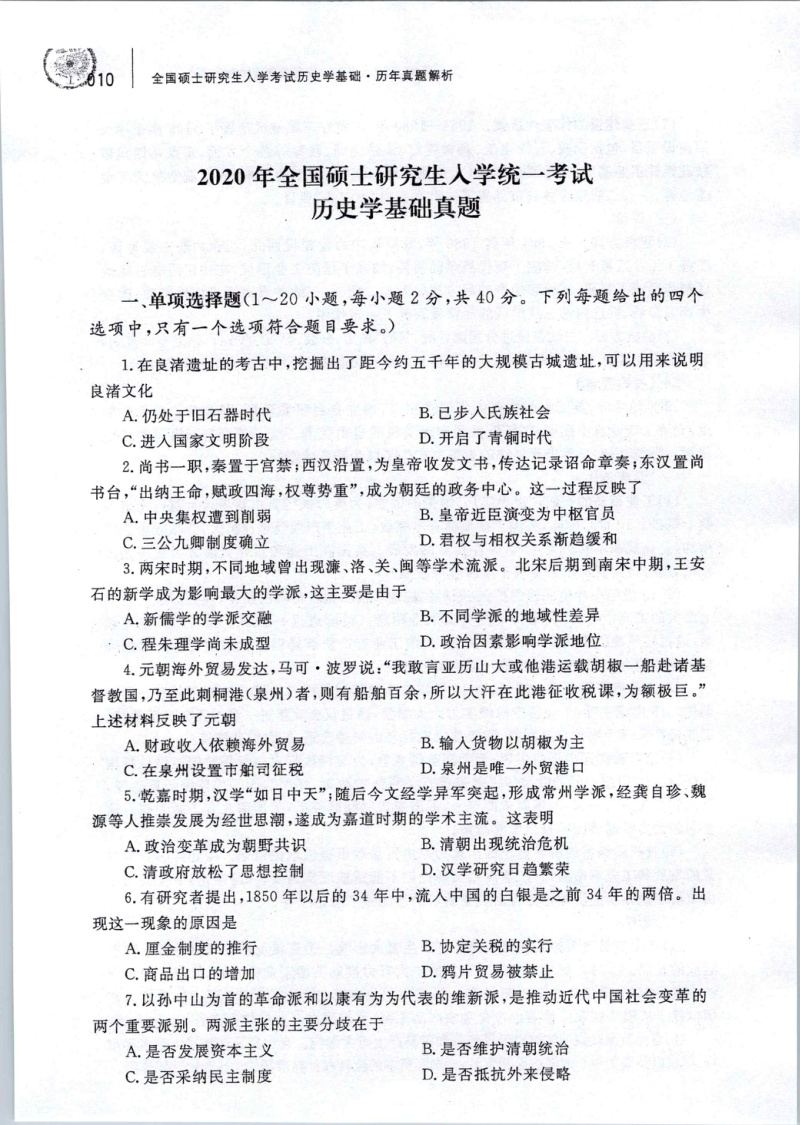 010 全国硕士研究生入学考试历史学基础·历年真题解析
2020 年全国硕士研究生入学统一考试
历史学基础真题
一、单项选择题(1～20 小题,每小题 2 分,共 40 分。下列每题给出的四个
选项中,只有一个选项符合题目要求。)
1.在良渚遗址的考古中,挖掘出了距今约五千年的大规模古城遗址,可以用来说明
良渚文化
A. 仍处于旧石器时代 B. 已步人氏族社会
C. 进入国家文明阶段 D. 开启了青铜时代
2. 尚书一职,秦置于宫禁;西汉沿置,为皇帝收发文书,传达记录诏命章奏;东汉置尚
书台,“出纳王命,赋政四海,权尊势重”,成为朝廷的政务中心。这一过程反映了
A. 中央集权遭到削弱 B. 皇帝近臣演变为中枢官员
C. 三公九卿制度确立 D. 君权与相权关系渐趋缓和
3. 两宋时期,不同地域曾出现濂、洛、关、闽等学术流派。北宋后期到南宋中期,王安
石的新学成为影响最大的学派,这主要是由于
A. 新儒学的学派交融 B. 不同学派的地域性差异
C. 程朱理学尚未成型 D. 政治因素影响学派地位
4. 元朝海外贸易发达,马可·波罗说:“我敢言亚历山大或他港运载胡椒一船赴诸基
督教国,乃至此刺桐港(泉州)者,则有船舶百余,所以大汗在此港征收税课,为额极巨。”
上述材料反映了元朝
A. 财政收入依赖海外贸易 B. 输人货物以胡椒为主
C. 在泉州设置市舶司征税 D. 泉州是唯一外贸港口
5. 乾嘉时期,汉学“如日中天”;随后今文经学异军突起,形成常州学派,经龚自珍、魏
源等人推崇发展为经世思潮,遂成为嘉道时期的学术主流。这表明
A. 政治变革成为朝野共识 B. 清朝出现统治危机
C. 清政府放松了思想控制 D. 汉学研究日趋繁荣
6. 有研究者提出,1850 年以后的 34 年中,流人中国的白银是之前 34 年的两倍。出
现这一现象的原因是
A. 厘金制度的推行 B. 协定关税的实行
C. 商品出口的增加 D. 鸦片贸易被禁止
7. 以孙中山为首的革命派和以康有为为代表的维新派,是推动近代中国社会变革的
两个重要派别。两派主张的主要分歧在于
A. 是否发展资本主义 B. 是否维护清朝统治
C. 是否采纳民主制度 D. 是否抵抗外来侵略